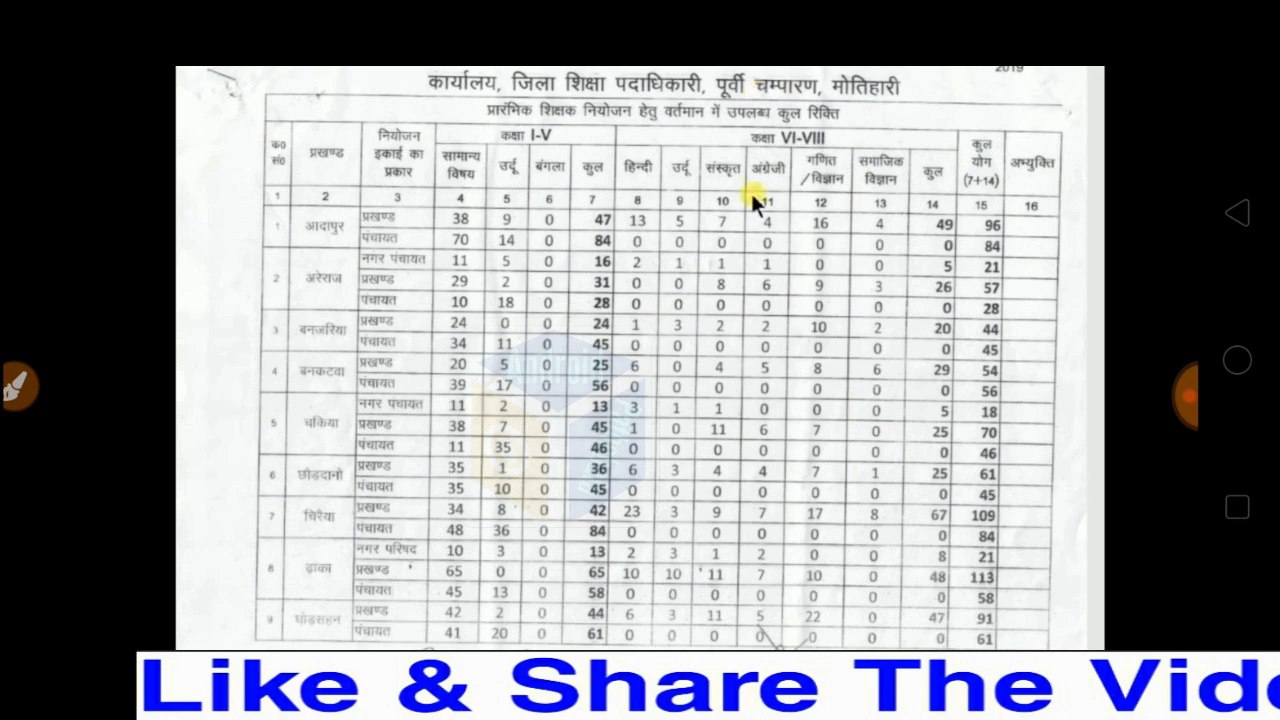 2019
कार्यालय, जिला शिक्षा पदाधिकारी, पूर्वी चम्पारण, मोतिहारी
प्रारंभिक शिक्षक नियोजन हेतु वर्तमान में उपलब्ध कुल रिक्ति
क0 सं0 प्रखण्ड नियोजन इकाई का प्रकार कक्षा I-V कक्षा VI-VIII कुल योग (7+14) अभ्युक्ति
सामान्य विषय उर्दू बंगला कुल हिन्दी उर्दू संस्कृत अंग्रेजी गणित /विज्ञान समाजिक विज्ञान कुल
1 2 3 4 5 6 7 8 9 10 11 12 13 14 15 16
1 आदापुर प्रखण्ड 38 9 0 47 13 5 7 4 16 4 49 96
पंचायत 70 14 0 84 0 0 0 0 0 0 0 84
2 अरेराज नगर पंचायत 11 5 0 16 2 1 1 1 0 0 5 21
प्रखण्ड 29 2 0 31 0 0 8 6 9 3 26 57
पंचायत 10 18 0 28 0 0 0 0 0 0 0 28
3 बनजरिया प्रखण्ड 24 0 0 24 1 3 2 2 10 2 20 44
पंचायत 34 11 0 45 0 0 0 0 0 0 0 45
4 बनकटवा प्रखण्ड 20 5 0 25 6 0 4 5 8 6 29 54
पंचायत 39 17 0 56 0 0 0 0 0 0 0 56
5 चकिया नगर पंचायत 11 2 0 13 3 1 1 0 0 0 5 18
प्रखण्ड 38 7 0 45 1 0 11 6 7 0 25 70
पंचायत 11 35 0 46 0 0 0 0 0 0 0 46
6 छौड़दानो प्रखण्ड 35 1 0 36 6 3 4 4 7 1 25 61
पंचायत 35 10 0 45 0 0 0 0 0 0 0 45
7 चिरैया प्रखण्ड 34 8 0 42 23 3 9 7 17 8 67 109
पंचायत 48 36 0 84 0 0 0 0 0 0 0 84
8 ढ़ाका नगर परिषद 10 3 0 13 2 3 1 2 0 0 8 21
प्रखण्ड 65 0 0 65 10 10 11 7 10 0 48 113
पंचायत 45 13 0 58 0 0 0 0 0 0 0 58
9 घोड़सहन प्रखण्ड 42 2 0 44 6 3 11 5 22 0 47 91
पंचायत 41 20 0 61 0 0 0 0 0 0 0 61
Like & Share The Vide